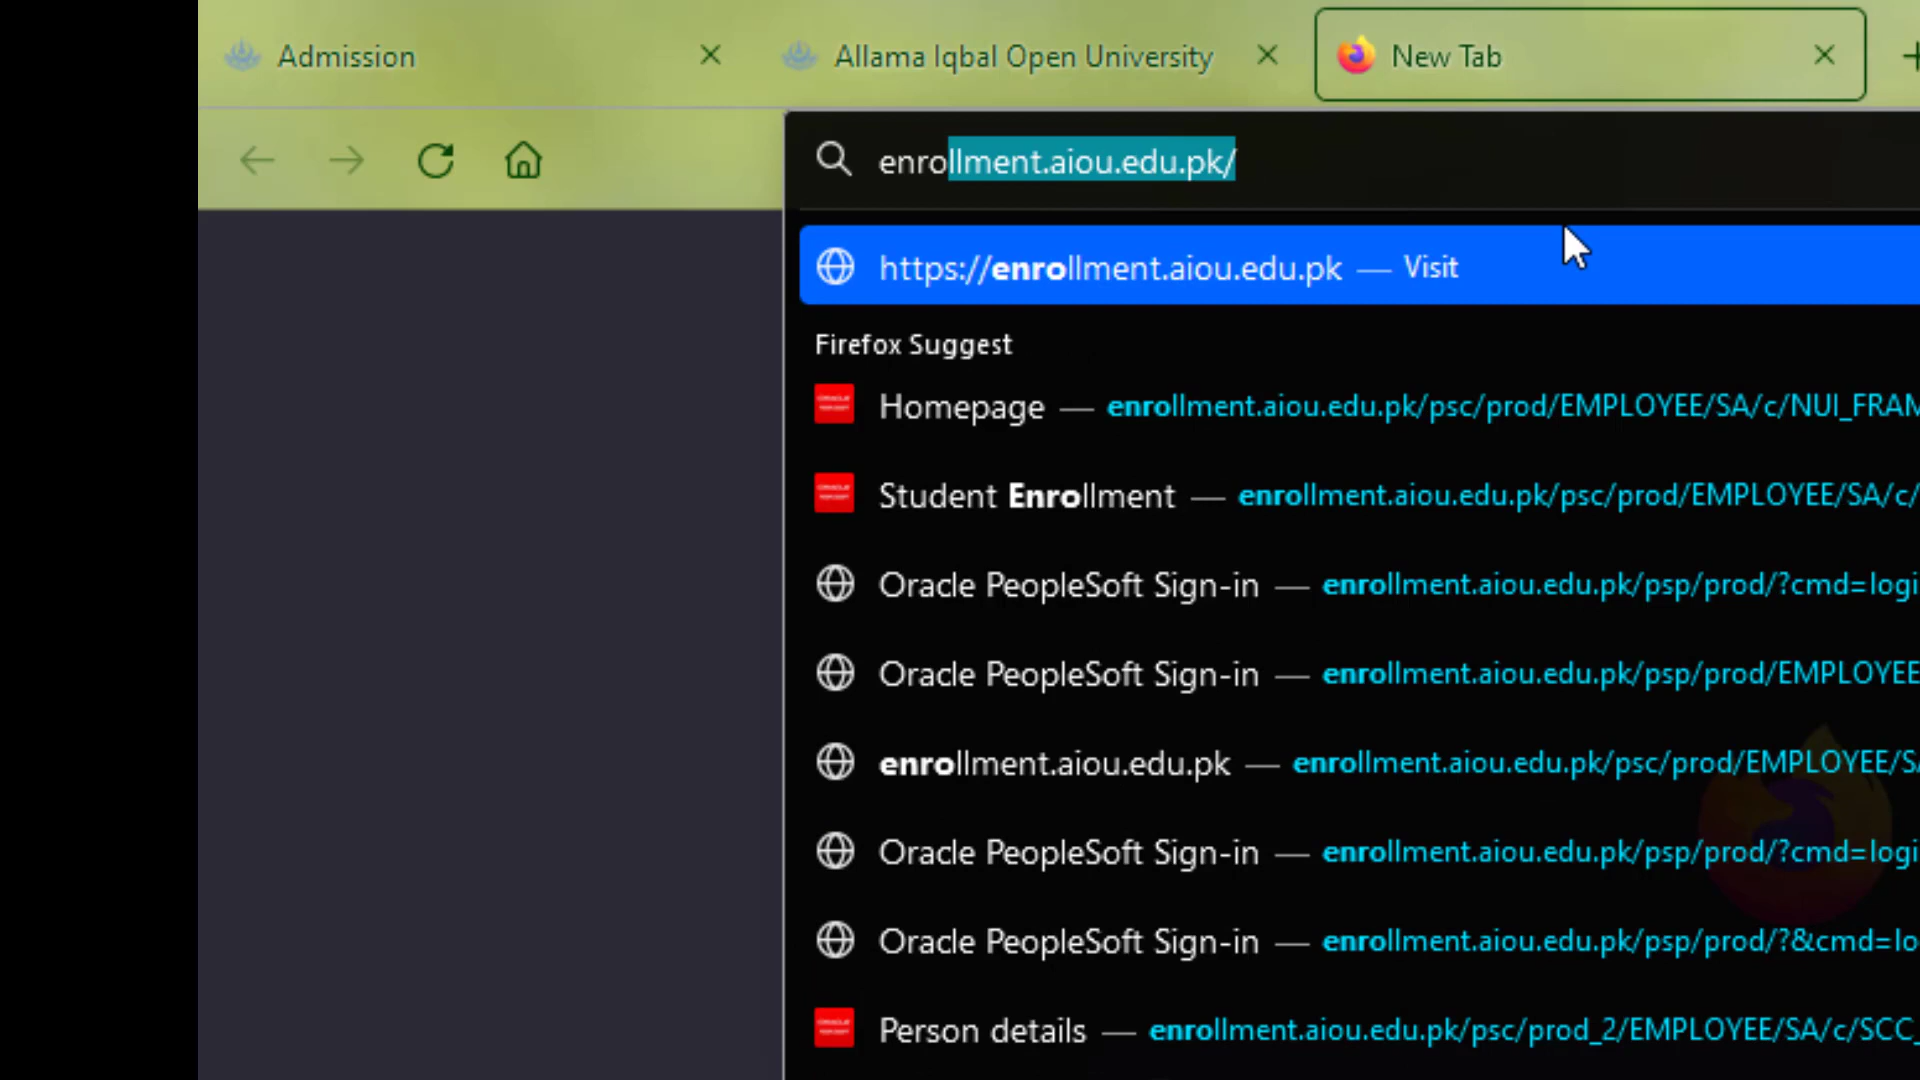 Admission
Allama Iqbal Open University
New Tab
enrollment.aiou.edu.pk/
https://enrollment.aiou.edu.pk — Visit
Firefox Suggest
Homepage — enrollment.aiou.edu.pk/psc/prod/EMPLOYEE/SA/c/NUI_FRAM
Student Enrollment — enrollment.aiou.edu.pk/psc/prod/EMPLOYEE/SA/c/
Oracle PeopleSoft Sign-in — enrollment.aiou.edu.pk/psp/prod/?cmd=logi
Oracle PeopleSoft Sign-in — enrollment.aiou.edu.pk/psp/prod/EMPLOYEE
enrollment.aiou.edu.pk — enrollment.aiou.edu.pk/psc/prod/EMPLOYEE/S
Oracle PeopleSoft Sign-in — enrollment.aiou.edu.pk/psp/prod/?cmd=logi
Oracle PeopleSoft Sign-in — enrollment.aiou.edu.pk/psp/prod/?&cmd=lo
Person details — enrollment.aiou.edu.pk/psc/prod_2/EMPLOYEE/SA/c/SCC_